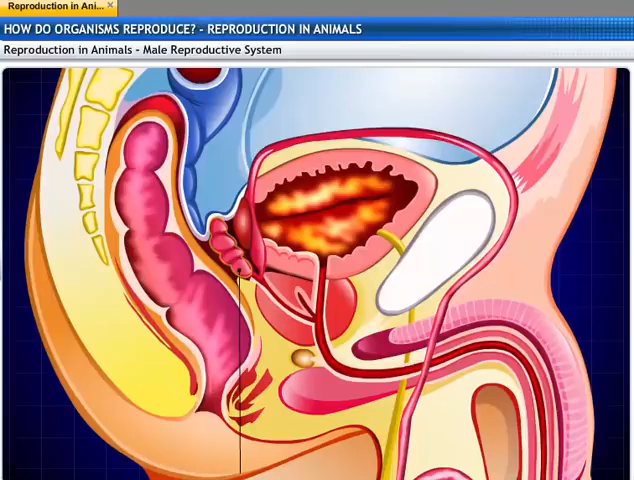 Reproduction in Ani...
HOW DO ORGANISMS REPRODUCE? - REPRODUCTION IN ANIMALS
Reproduction in Animals - Male Reproductive System